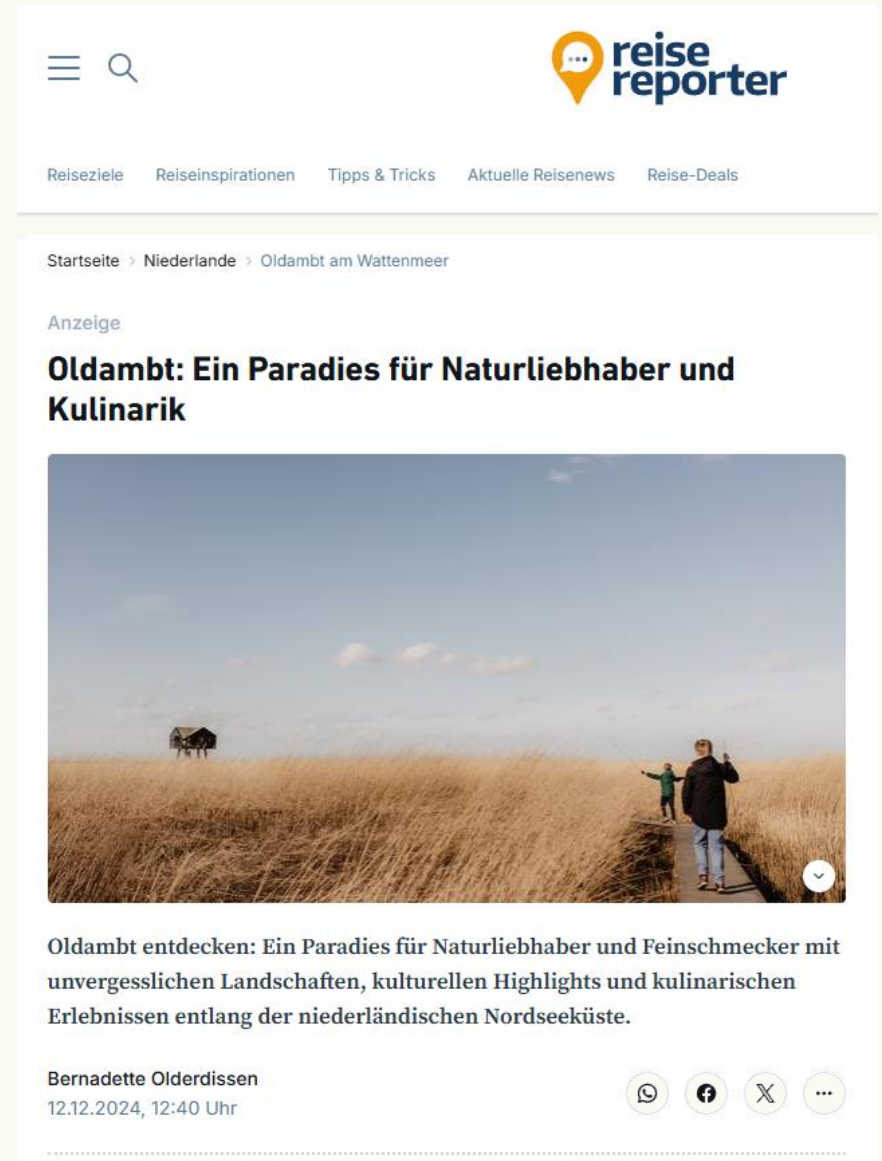 reise
reporter
Reiseziele Reiseinspirationen Tipps & Tricks Aktuelle Reisenews Reise-Deals
Startseite > Niederlande > Oldambt am Wattenmeer
Anzeige
Oldambt: Ein Paradies für Naturliebhaber und
Kulinarik
Oldambt entdecken: Ein Paradies für Naturliebhaber und Feinschmecker mit
unvergesslichen Landschaften, kulturellen Highlights und kulinarischen
Erlebnissen entlang der niederländischen Nordseeküste.
Bernadette Olderdissen
12.12.2024, 12:40 Uhr